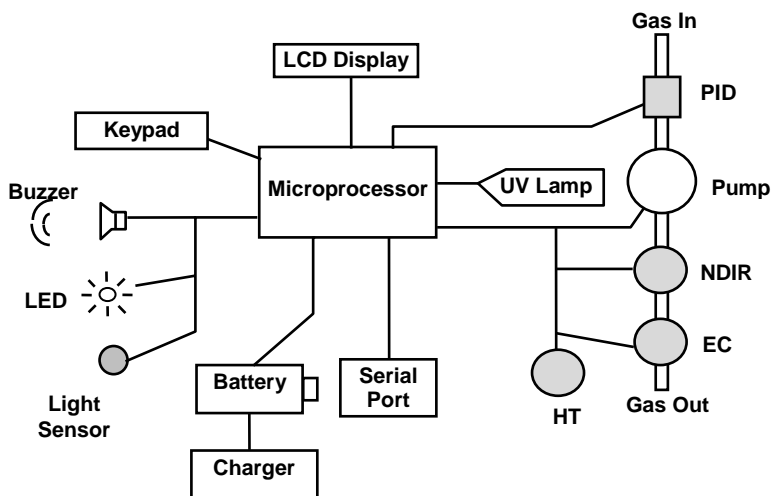 Gas In
LCD Display
PID
Keypad
Microprocessor
UV Lamp
Buzzer
Pump
LED
NDIR
EC
Battery
Serial
Port
HT
Light
Sensor
Gas Out
Charger